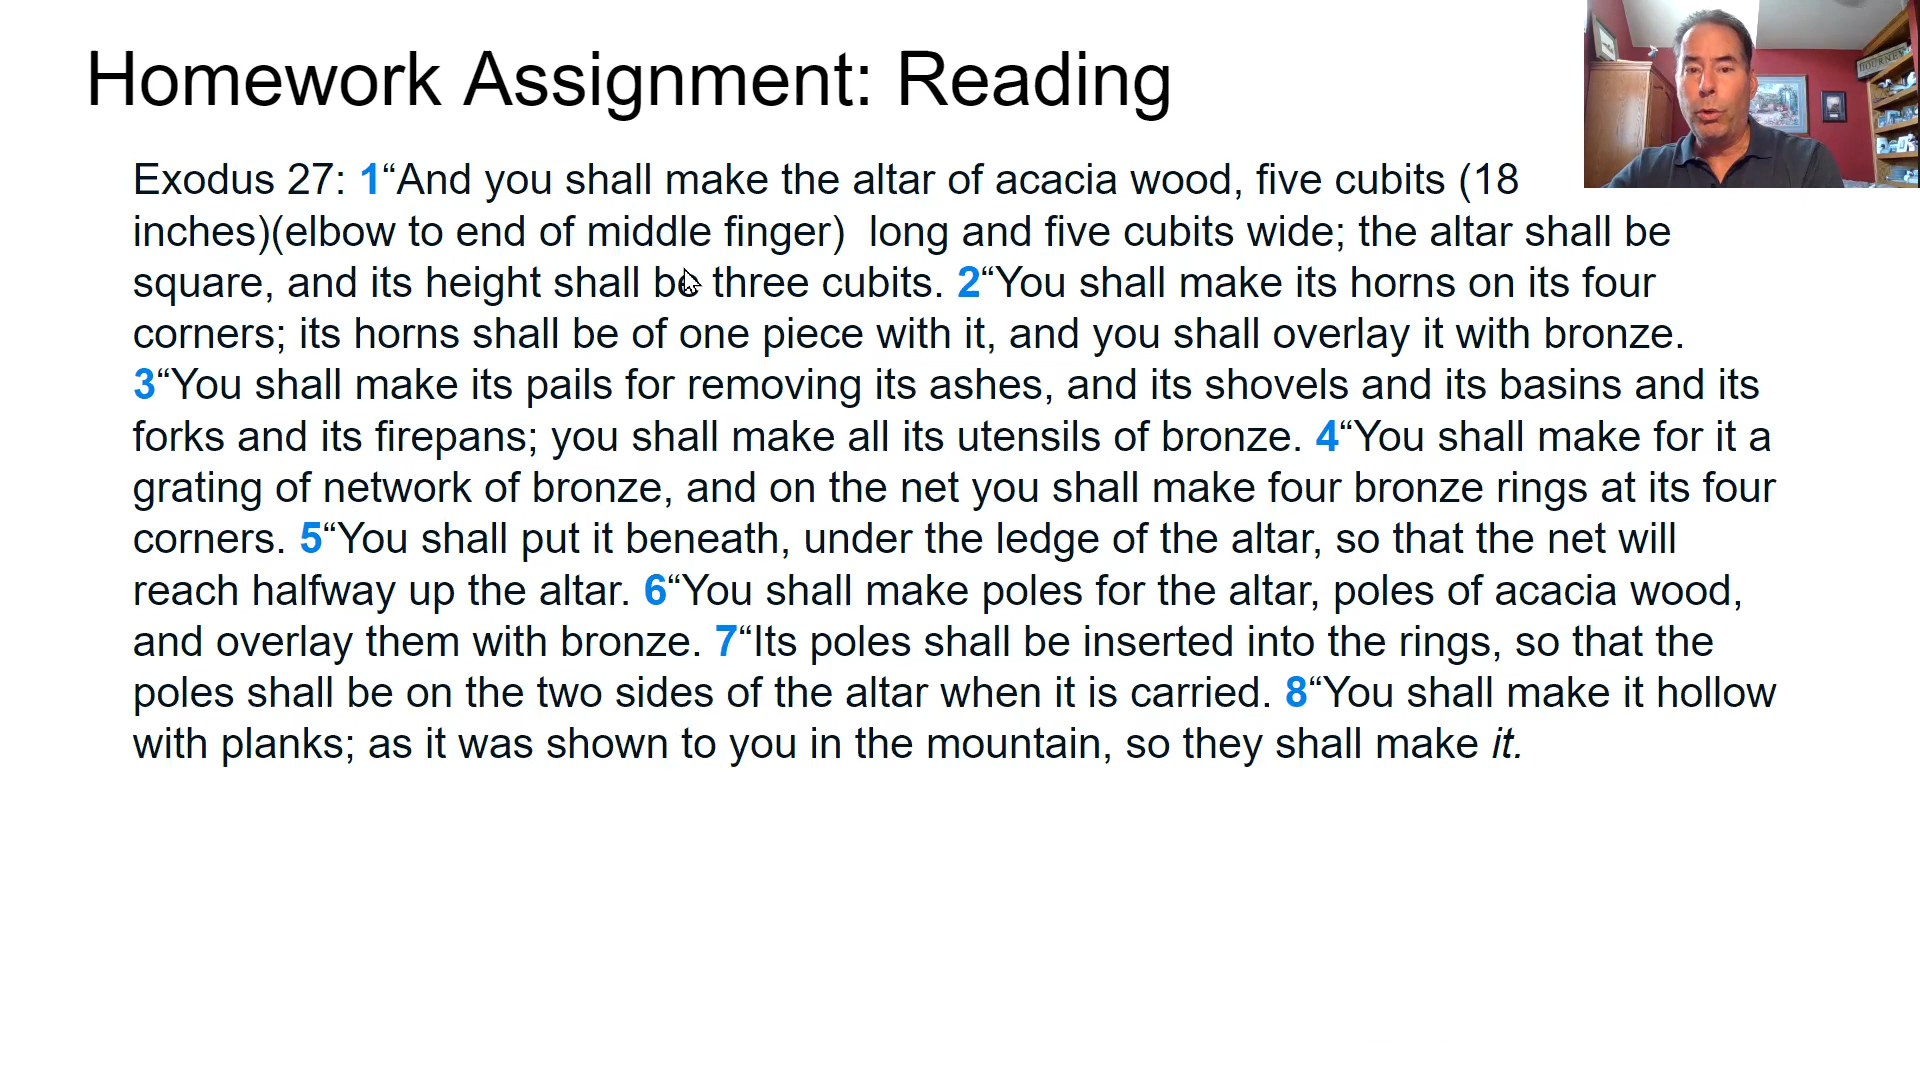 Homework Assignment: Reading
Exodus 27: 1“And you shall make the altar of acacia wood, five cubits (18
inches)(elbow to end of middle finger)  long and five cubits wide; the altar shall be
square, and its height shall be three cubits. 2“You shall make its horns on its four
corners; its horns shall be of one piece with it, and you shall overlay it with bronze.
3“You shall make its pails for removing its ashes, and its shovels and its basins and its
forks and its firepans; you shall make all its utensils of bronze. 4“You shall make for it a
grating of network of bronze, and on the net you shall make four bronze rings at its four
corners. 5“You shall put it beneath, under the ledge of the altar, so that the net will
reach halfway up the altar. 6“You shall make poles for the altar, poles of acacia wood,
and overlay them with bronze. 7“Its poles shall be inserted into the rings, so that the
poles shall be on the two sides of the altar when it is carried. 8“You shall make it hollow
with planks; as it was shown to you in the mountain, so they shall make it.
JOURNEY